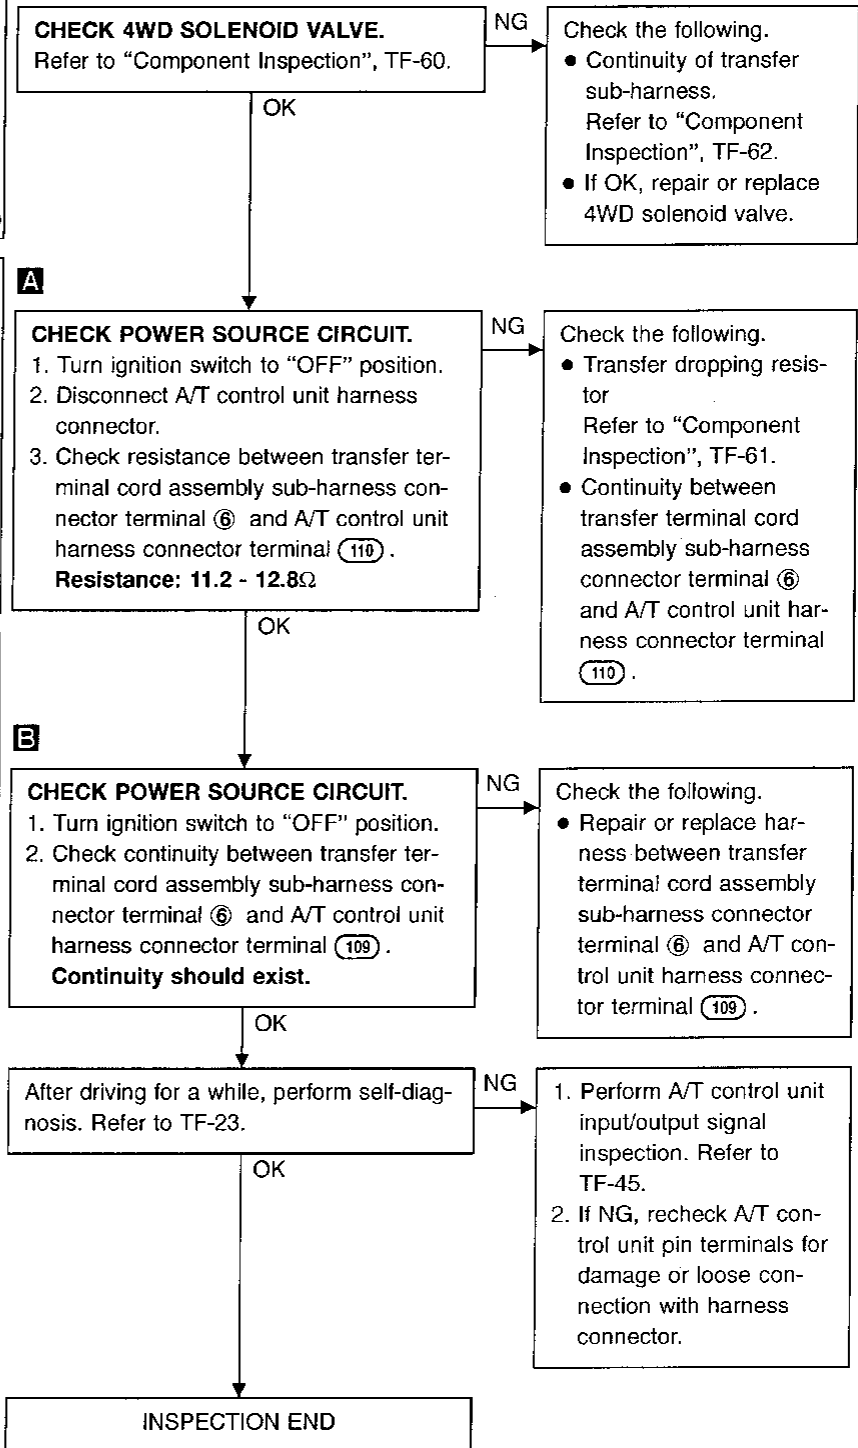 CHECK 4WD SOLENOID VALVE.
Refer to “Component Inspection”, TF-60.
NG
Check the following.
● Continuity of transfer
sub-harness.
Refer to “Component
Inspection”, TF-62.
● If OK, repair or replace
4WD solenoid valve.
OK
A
CHECK POWER SOURCE CIRCUIT.
1. Turn ignition switch to “OFF” position.
2. Disconnect A/T control unit harness
connector.
3. Check resistance between transfer ter-
minal cord assembly sub-harness con-
nector terminal ⑥ and A/T control unit
harness connector terminal (110).
Resistance: 11.2 - 12.8Ω
NG
Check the following.
● Transfer dropping resis-
tor
Refer to “Component
Inspection”, TF-61.
● Continuity between
transfer terminal cord
assembly sub-harness
connector terminal ⑥
and A/T control unit har-
ness connector terminal
(110).
OK
B
CHECK POWER SOURCE CIRCUIT.
1. Turn ignition switch to “OFF” position.
2. Check continuity between transfer ter-
minal cord assembly sub-harness con-
nector terminal ⑥ and A/T control unit
harness connector terminal (109).
Continuity should exist.
NG
Check the following.
● Repair or replace har-
ness between transfer
terminal cord assembly
sub-harness connector
terminal ⑥ and A/T con-
trol unit harness connec-
tor terminal (109).
OK
After driving for a while, perform self-diag-
nosis. Refer to TF-23.
NG
1. Perform A/T control unit
input/output signal
inspection. Refer to
TF-45.
2. If NG, recheck A/T con-
trol unit pin terminals for
damage or loose con-
nection with harness
connector.
OK
INSPECTION END